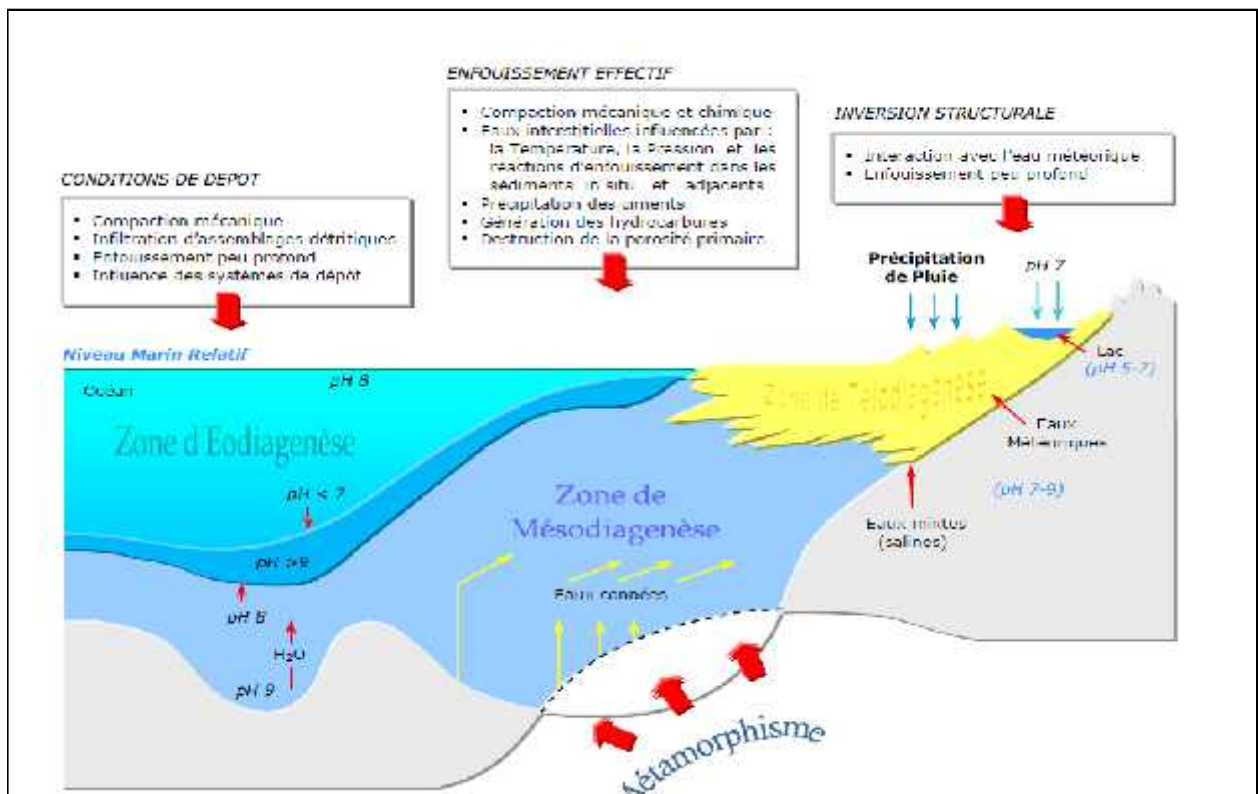 ENFOUISSEMENT EFFECTIF
▪ Compaction mécanique et chimique
▪ Eaux interstitielles influencées par :
la Température, la Pression et les
réactions d'enfouissement dans les
sédiments in situ et adjacents
▪ Précipitation des ciments
▪ Génération des hydrocarbures
▪ Destruction de la porosité primaire
INVERSION STRUCTURALE
▪ Interaction avec l'eau météorique
▪ Enfouissement peu profond
CONDITIONS DE DEPOT
▪ Compaction mécanique
▪ Infiltration d'assemblages détritiques
▪ Enfouissement peu profond
▪ Influence des systèmes de dépôt
Précipitation
de Pluie
pH 7
Niveau Marin Relatif
Océan
pH 8
Zone d'Eodiagenèse
Zone de Télodiagenèse
Lac
(pH 5-7)
Eaux
Météoriques
(pH 7-9)
pH < 7
Zone de
Mésodiagenèse
Eaux mixtes
(salines)
pH >9
pH 8
Eaux connées
H₂O
pH 9
Métamorphisme